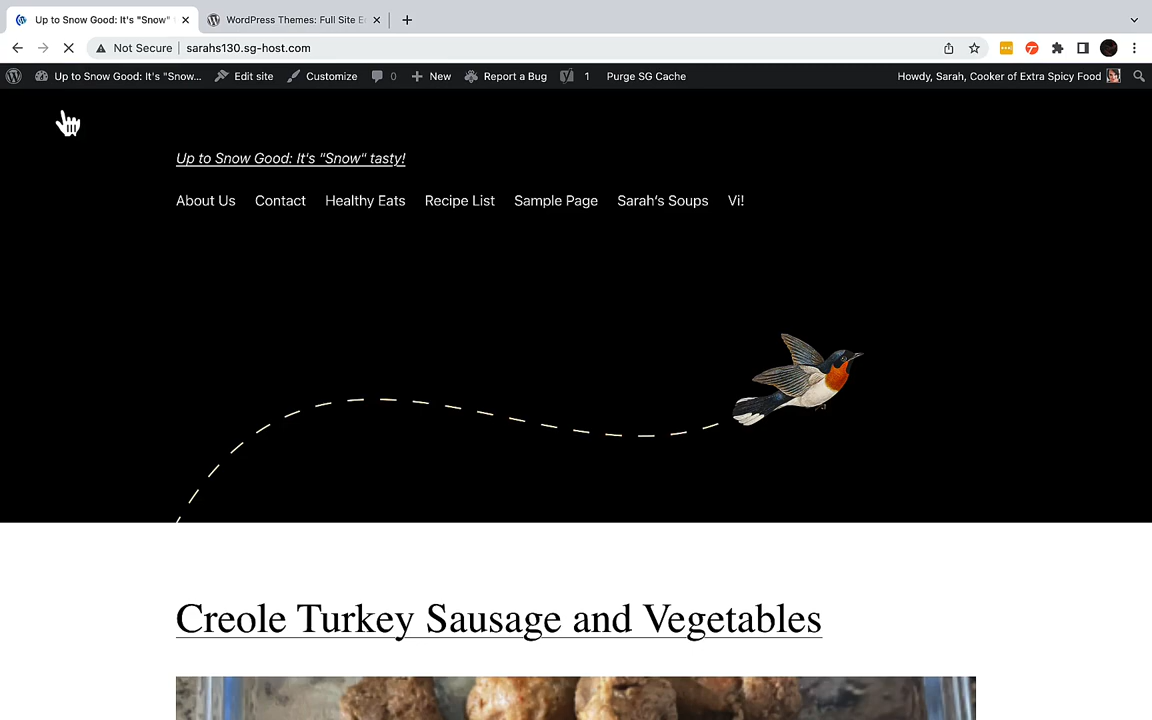 Up to Snow Good: It's "Snow"
WordPress Themes: Full Site E
Not Secure
sarahs130.sg-host.com
Up to Snow Good: It's "Snow...
Edit site
Customize
0
New
Report a Bug
1
Purge SG Cache
Howdy, Sarah, Cooker of Extra Spicy Food
Up to Snow Good: It's "Snow" tasty!
About Us Contact Healthy Eats Recipe List Sample Page Sarah's Soups Vi!
Creole Turkey Sausage and Vegetables